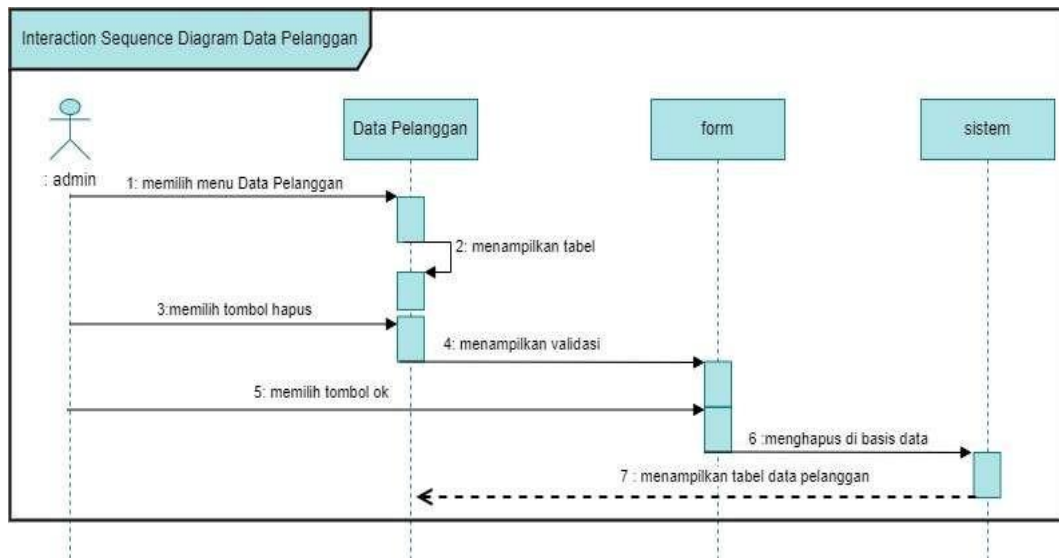 Interaction Sequence Diagram Data Pelanggan
Data Pelanggan
form
sistem
: admin
1: memilih menu Data Pelanggan
2: menampilkan tabel
3:memilih tombol hapus
4: menampilkan validasi
5: memilih tombol ok
6 :menghapus di basis data
7 : menampilkan tabel data pelanggan